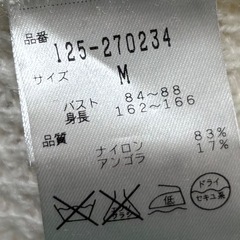 品番
125-270234
サイズ
M
バスト 84~88
身長 162~166
品質
ナイロン 83%
アンゴラ 17%
ドライ
セキユ系